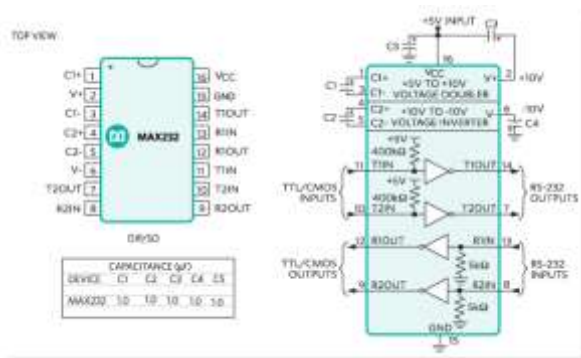 TOP VIEW
C1+ 1
V+ 2
C1- 3
C2+ 4
C2- 5
V- 6
T2OUT 7
R2IN 8
16 VCC
15 GND
14 T1OUT
13 R1IN
12 R1OUT
11 T1IN
10 T2IN
9 R2OUT
MAX232
DIP/SO
CAPACITANCE (µF)
DEVICE C1 C2 C3 C4 C5
MAX232 1.0 1.0 1.0 1.0 1.0
+5V INPUT C3
C5
16
VCC
1 C1+ V+ 2 +10V
C1 +5V TO +10V
3 C1- VOLTAGE DOUBLER
4 C2+ +10V TO -10V V- 6 -10V
C2
5 C2- VOLTAGE INVERTER C4
+5V
400kΩ
11 T1IN T1OUT 14
+5V
TTL/CMOS INPUTS 400kΩ RS-232 OUTPUTS
10 T2IN T2OUT 7
12 R1OUT R1IN 13
TTL/CMOS OUTPUTS 5kΩ RS-232 INPUTS
9 R2OUT R2IN 8
5kΩ
GND
15